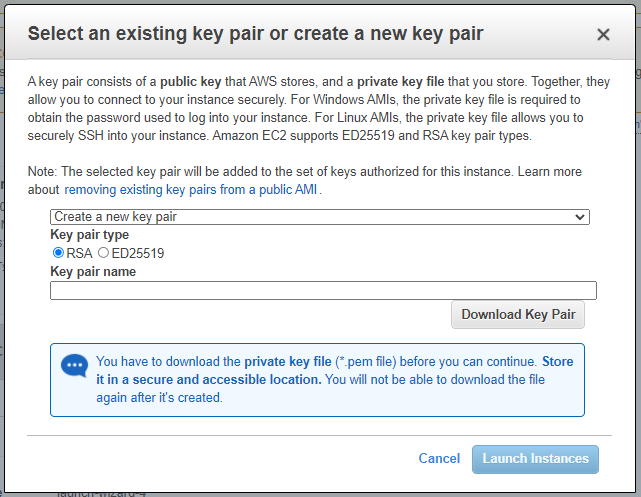 Select an existing key pair or create a new key pair
A key pair consists of a public key that AWS stores, and a private key file that you store. Together, they
allow you to connect to your instance securely. For Windows AMIs, the private key file is required to
obtain the password used to log into your instance. For Linux AMIs, the private key file allows you to
securely SSH into your instance. Amazon EC2 supports ED25519 and RSA key pair types.
Note: The selected key pair will be added to the set of keys authorized for this instance. Learn more
about removing existing key pairs from a public AMI.
Create a new key pair
Key pair type
RSA ED25519
Key pair name
Download Key Pair
You have to download the private key file (*.pem file) before you can continue. Store
it in a secure and accessible location. You will not be able to download the file
again after it's created.
Cancel Launch Instances